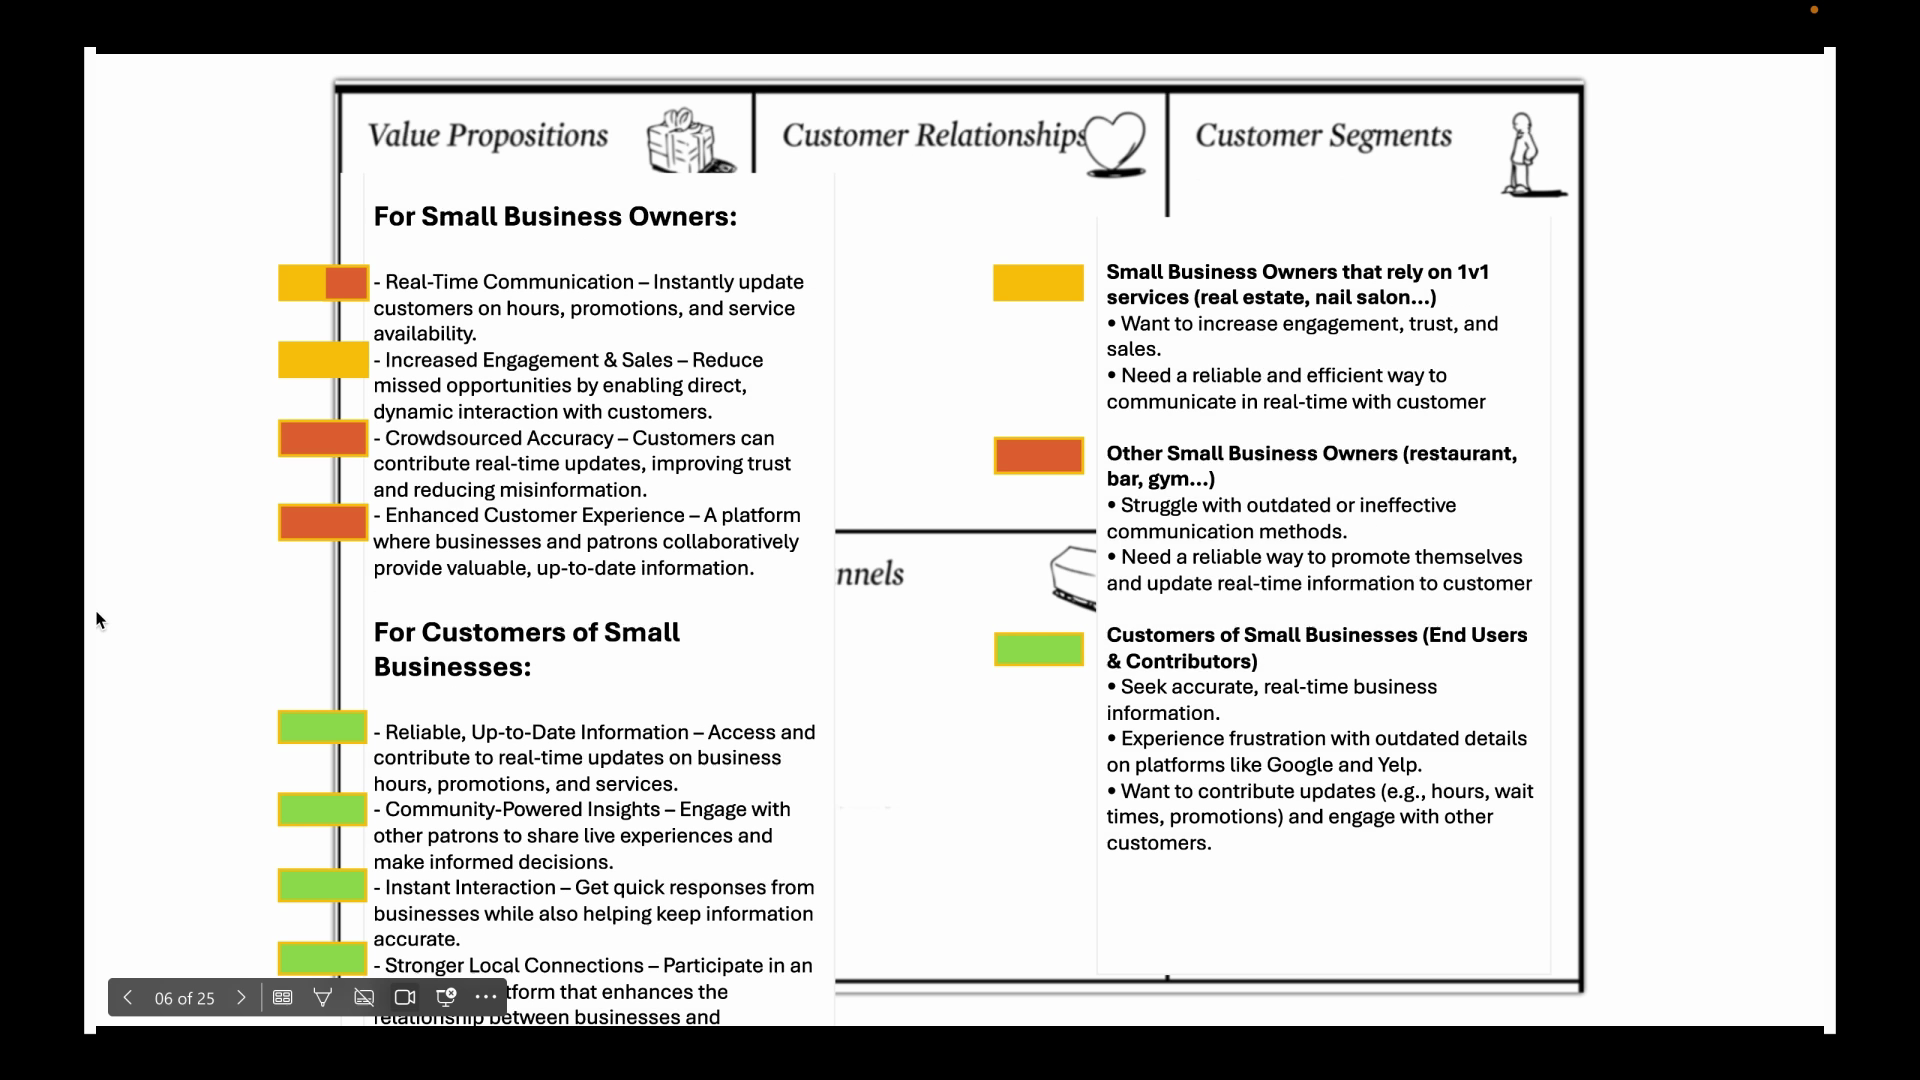 Value Propositions
Customer Relationships
Customer Segments
For Small Business Owners:
- Real-Time Communication – Instantly update
customers on hours, promotions, and service
availability.
- Increased Engagement & Sales – Reduce
missed opportunities by enabling direct,
dynamic interaction with customers.
- Crowdsourced Accuracy – Customers can
contribute real-time updates, improving trust
and reducing misinformation.
- Enhanced Customer Experience – A platform
where businesses and patrons collaboratively
provide valuable, up-to-date information.
For Customers of Small
Businesses:
- Reliable, Up-to-Date Information – Access and
contribute to real-time updates on business
hours, promotions, and services.
- Community-Powered Insights – Engage with
other patrons to share live experiences and
make informed decisions.
- Instant Interaction – Get quick responses from
businesses while also helping keep information
accurate.
- Stronger Local Connections – Participate in an
tform that enhances the
relationship between businesses and
nnels
Small Business Owners that rely on 1v1
services (real estate, nail salon...)
• Want to increase engagement, trust, and
sales.
• Need a reliable and efficient way to
communicate in real-time with customer
Other Small Business Owners (restaurant,
bar, gym...)
• Struggle with outdated or ineffective
communication methods.
• Need a reliable way to promote themselves
and update real-time information to customer
Customers of Small Businesses (End Users
& Contributors)
• Seek accurate, real-time business
information.
• Experience frustration with outdated details
on platforms like Google and Yelp.
• Want to contribute updates (e.g., hours, wait
times, promotions) and engage with other
customers.
06 of 25